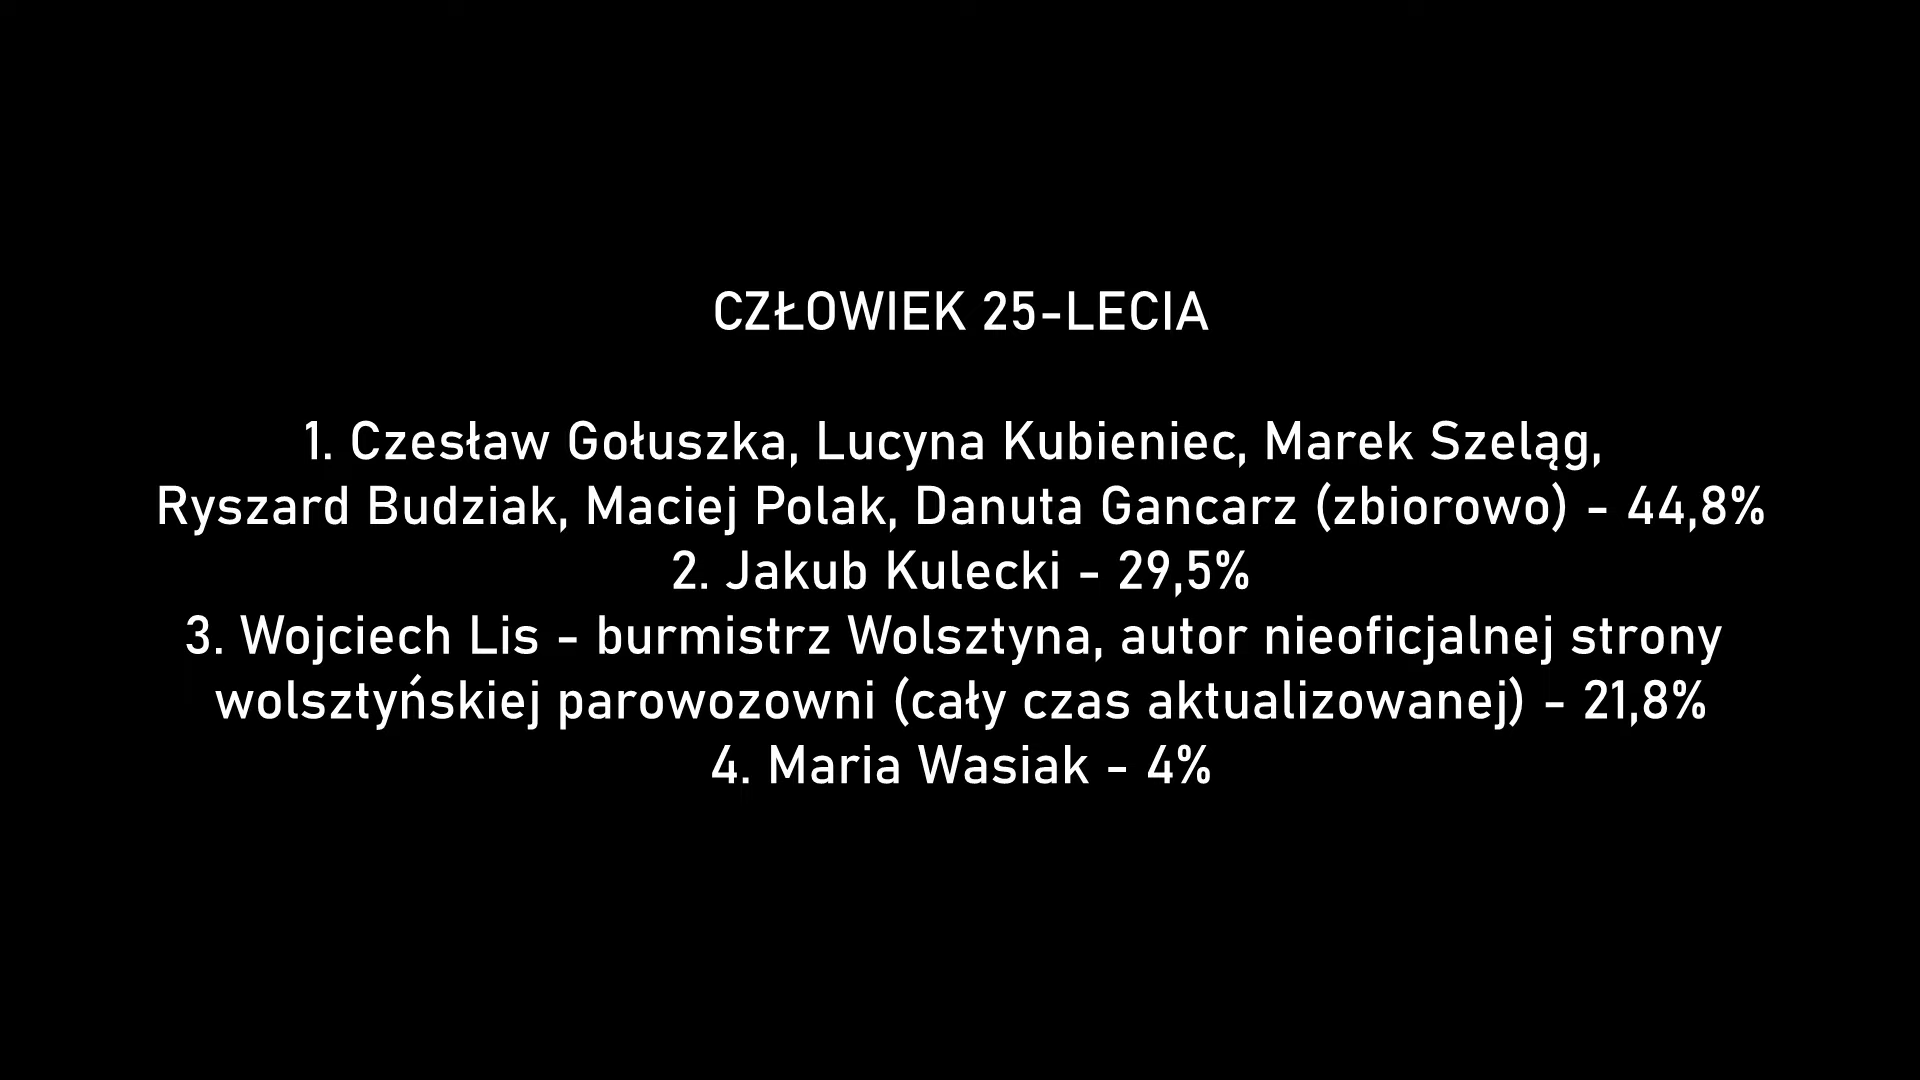 CZŁOWIEK 25-LECIA
1. Czesław Gołuszka, Lucyna Kubieniec, Marek Szeląg,
Ryszard Budziak, Maciej Polak, Danuta Gancarz (zbiorowo) - 44,8%
2. Jakub Kulecki - 29,5%
3. Wojciech Lis - burmistrz Wolsztyna, autor nieoficjalnej strony
wolsztyńskiej parowozowni (cały czas aktualizowanej) - 21,8%
4. Maria Wasiak - 4%